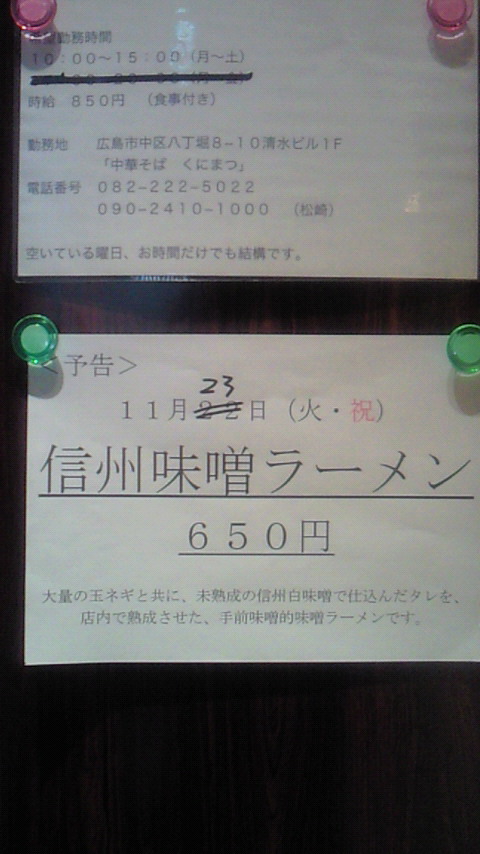 希望勤務時間
10:00〜15:00（月〜土）
時給　850円　（食事付き）
勤務地　広島市中区八丁堀8−10清水ビル1F
「中華そば　くにまつ」
電話番号　082−222−5022
090−2410−1000　（松崎）
空いている曜日、お時間だけでも結構です。
＜予告＞
23
11月22日（火・祝）
信州味噌ラーメン
650円
大量の玉ネギと共に、未熟成の信州白味噌で仕込んだタレを、
店内で熟成させた、手前味噌的味噌ラーメンです。